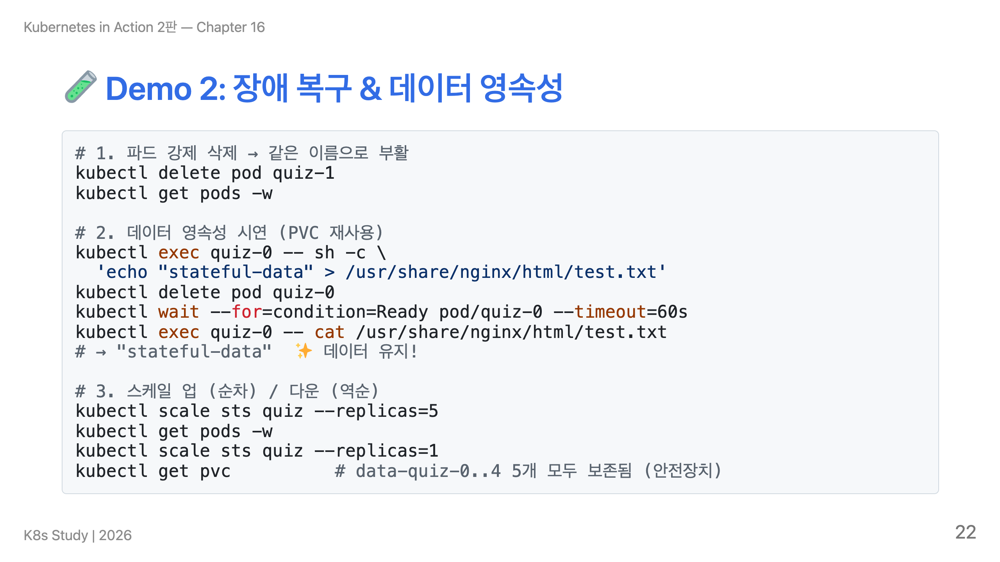 Kubernetes in Action 2판 — Chapter 16
🧪 Demo 2: 장애 복구 & 데이터 영속성
# 1. 파드 강제 삭제 → 같은 이름으로 부활
kubectl delete pod quiz-1
kubectl get pods -w
# 2. 데이터 영속성 시연 (PVC 재사용)
kubectl exec quiz-0 -- sh -c \
  'echo "stateful-data" > /usr/share/nginx/html/test.txt'
kubectl delete pod quiz-0
kubectl wait --for=condition=Ready pod/quiz-0 --timeout=60s
kubectl exec quiz-0 -- cat /usr/share/nginx/html/test.txt
# → "stateful-data"  ✨ 데이터 유지!
# 3. 스케일 업 (순차) / 다운 (역순)
kubectl scale sts quiz --replicas=5
kubectl get pods -w
kubectl scale sts quiz --replicas=1
kubectl get pvc          # data-quiz-0..4 5개 모두 보존됨 (안전장치)
K8s Study | 2026
22